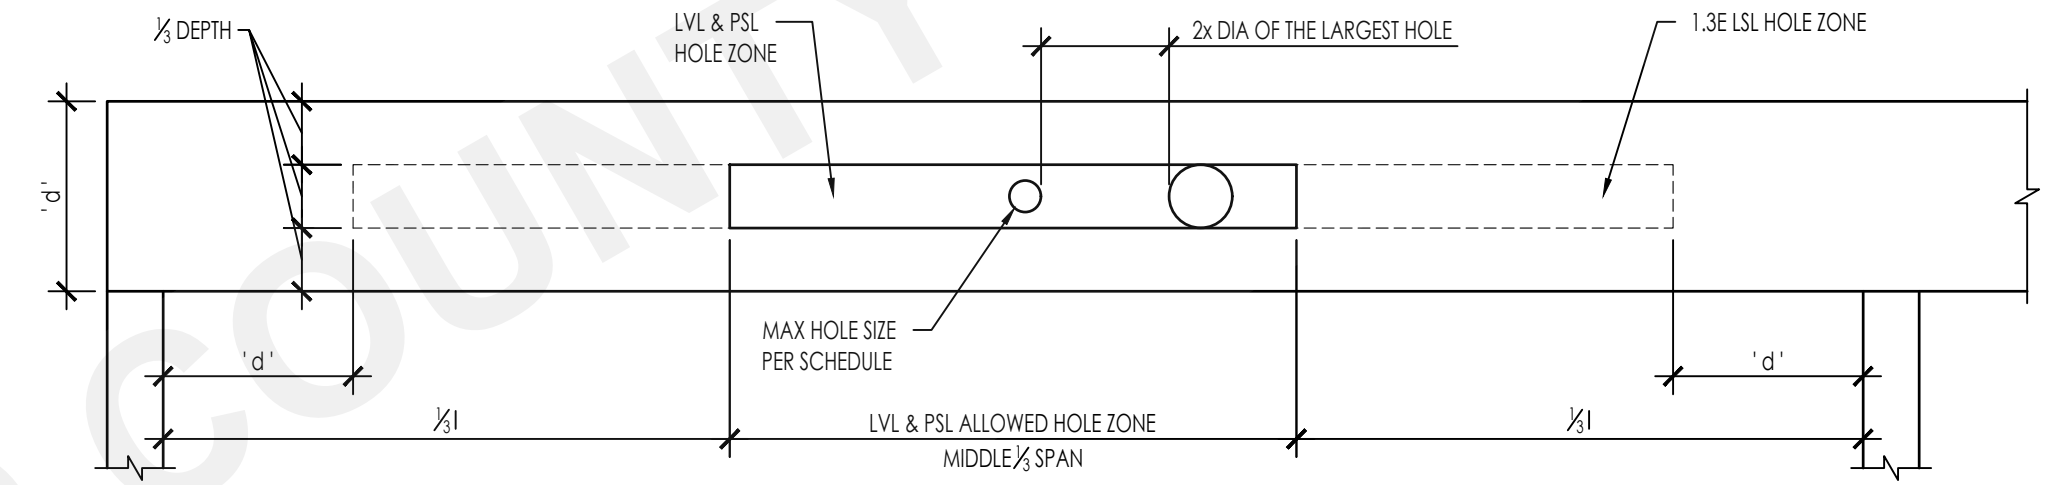 ⅓ DEPTH
LVL & PSL
HOLE ZONE
2x DIA OF THE LARGEST HOLE
1.3E LSL HOLE ZONE
'd'
MAX HOLE SIZE
PER SCHEDULE
'd'
'd'
⅓l
LVL & PSL ALLOWED HOLE ZONE
MIDDLE ⅓ SPAN
⅓l
COUNTY